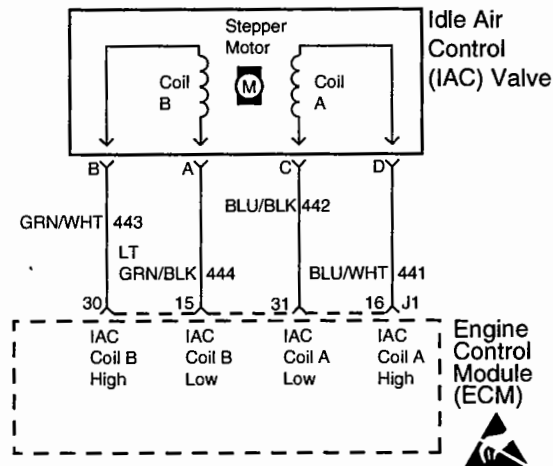 Idle Air
Control
(IAC) Valve
Stepper
Motor
Coil
B
M
Coil
A
B
A
C
D
GRN/WHT 443
LT
GRN/BLK 444
BLU/BLK 442
BLU/WHT 441
30
15
31
16 J1
IAC
Coil B
High
IAC
Coil B
Low
IAC
Coil A
Low
IAC
Coil A
High
Engine
Control
Module
(ECM)